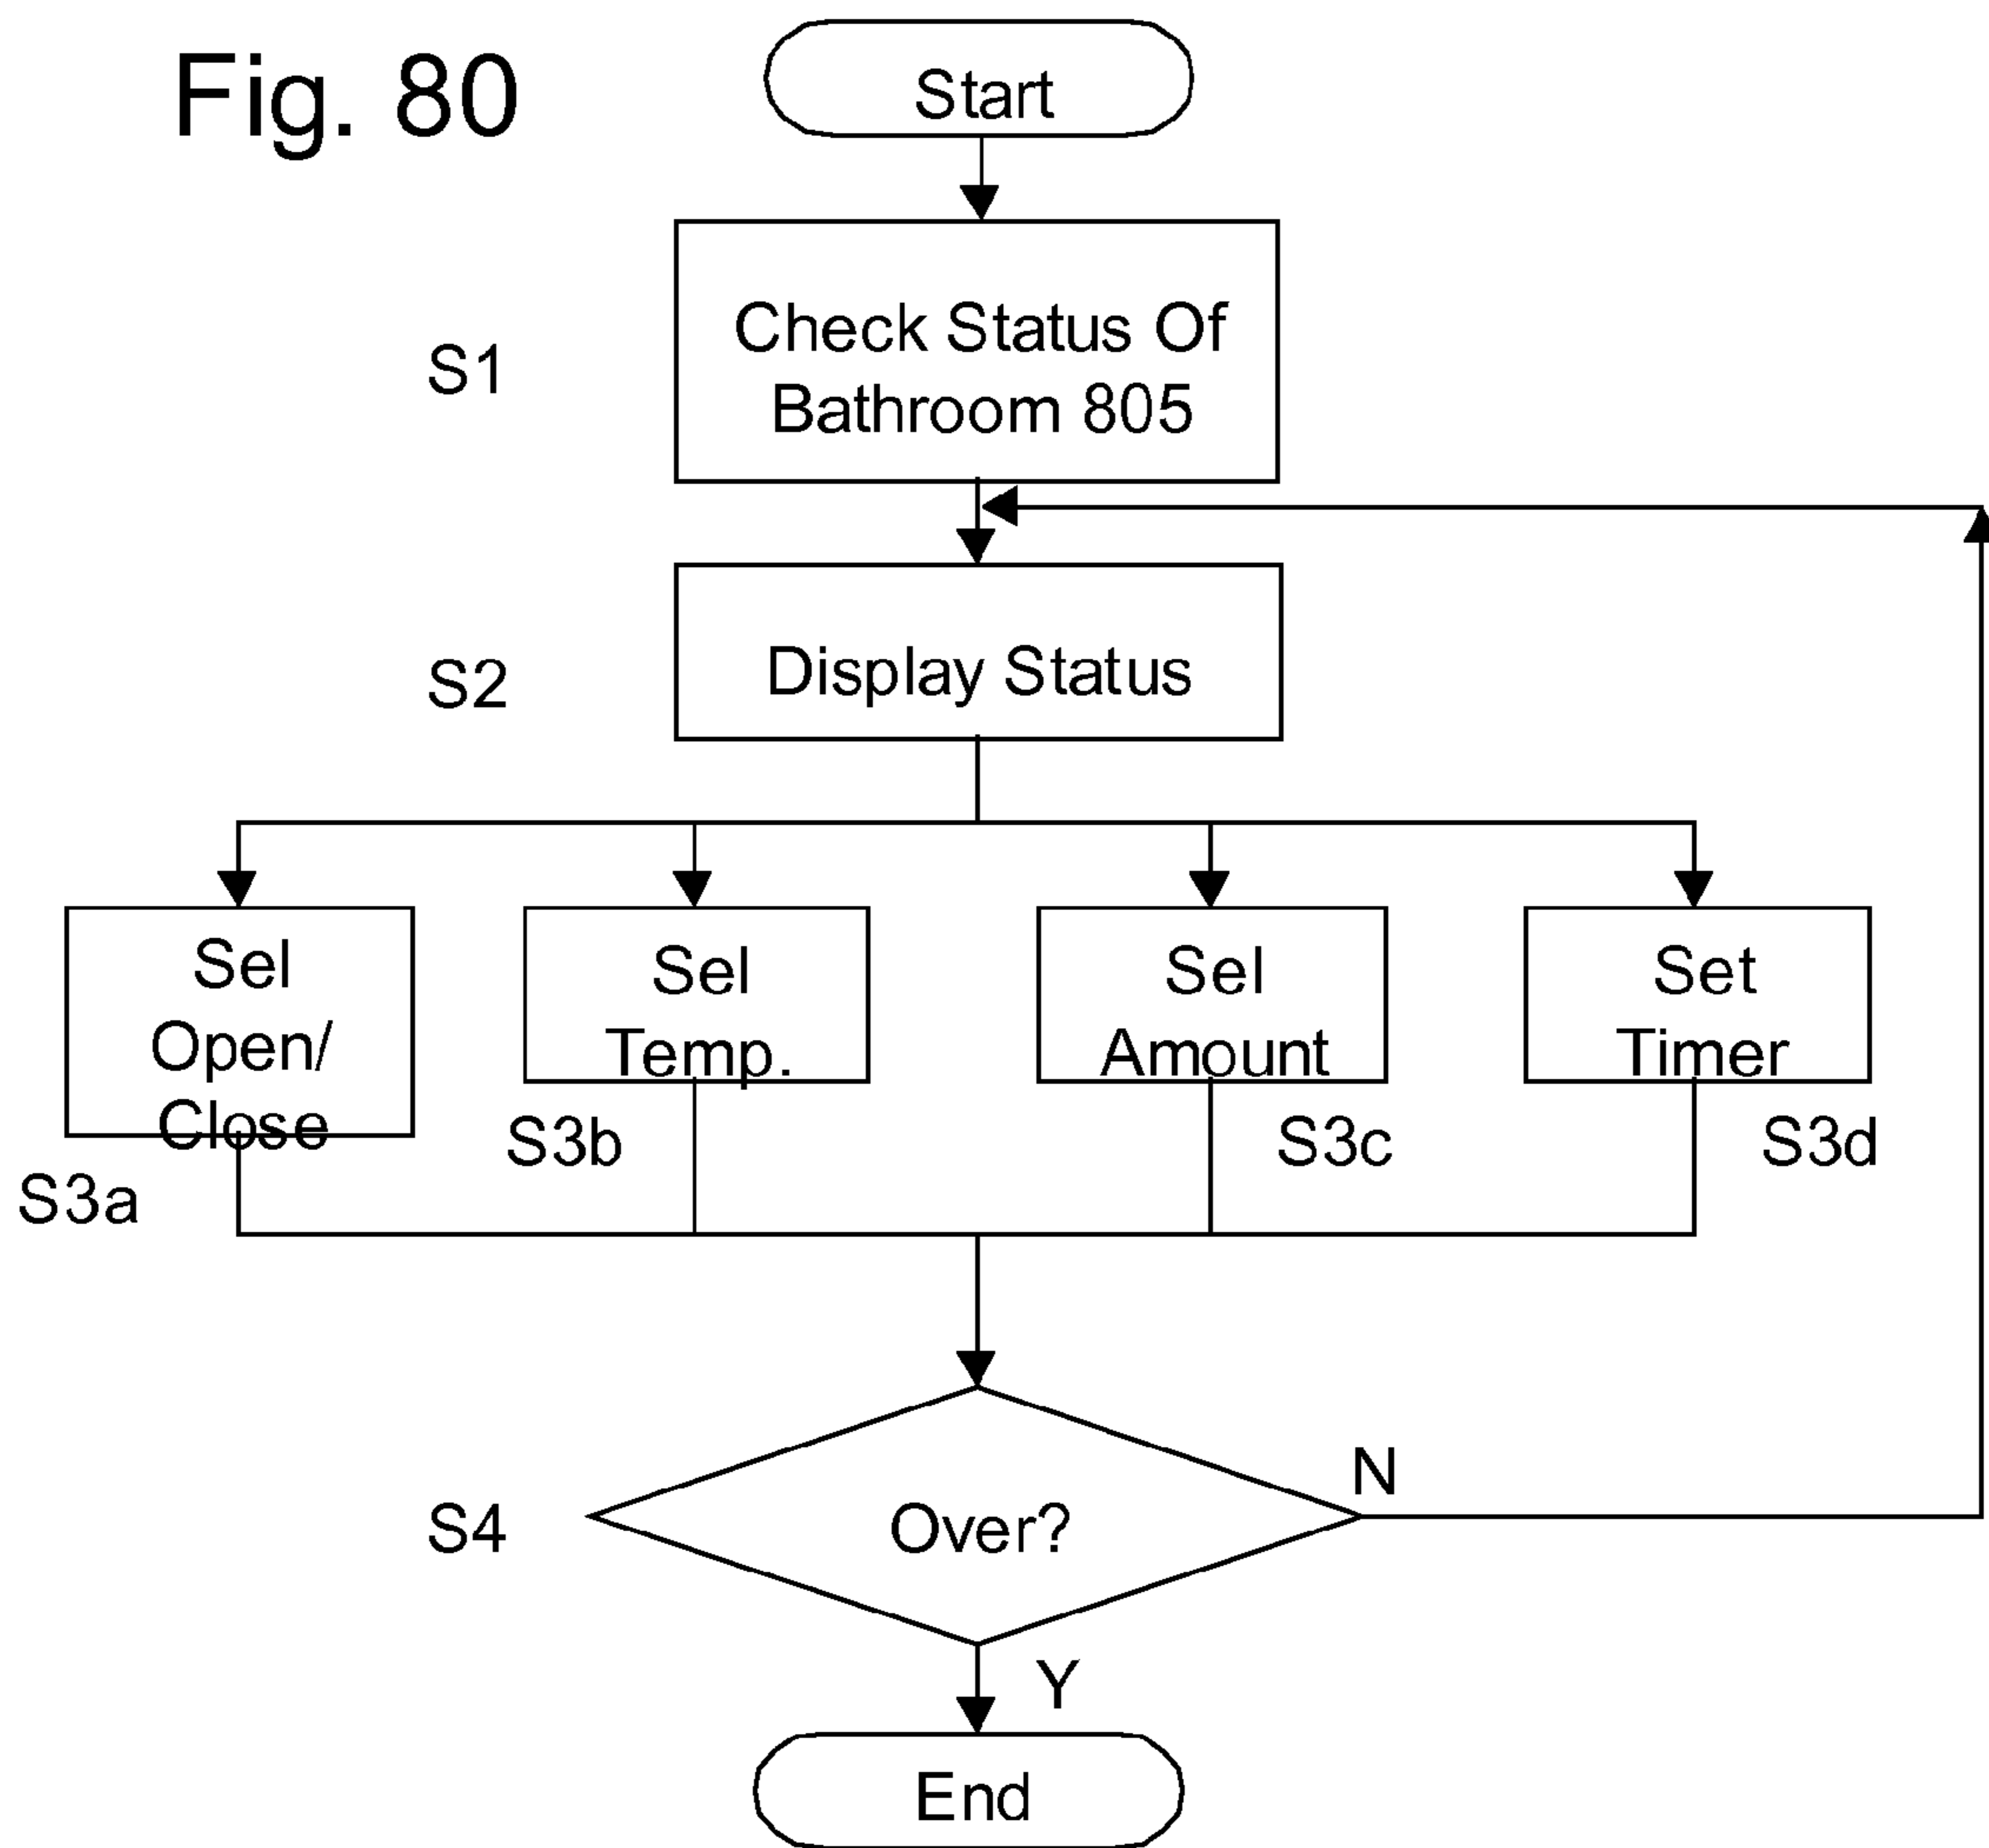 Fig. 80
Start
S1
Check Status Of
Bathroom 805
S2
Display Status
Sel
Open/
Close
S3a
Sel
Temp.
S3b
Sel
Amount
S3c
Set
Timer
S3d
S4
Over?
N
Y
End